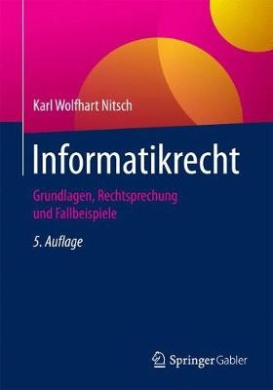 Karl Wolfhart Nitsch
Informatikrecht
Grundlagen, Rechtsprechung
und Fallbeispiele
5. Auflage
Springer Gabler